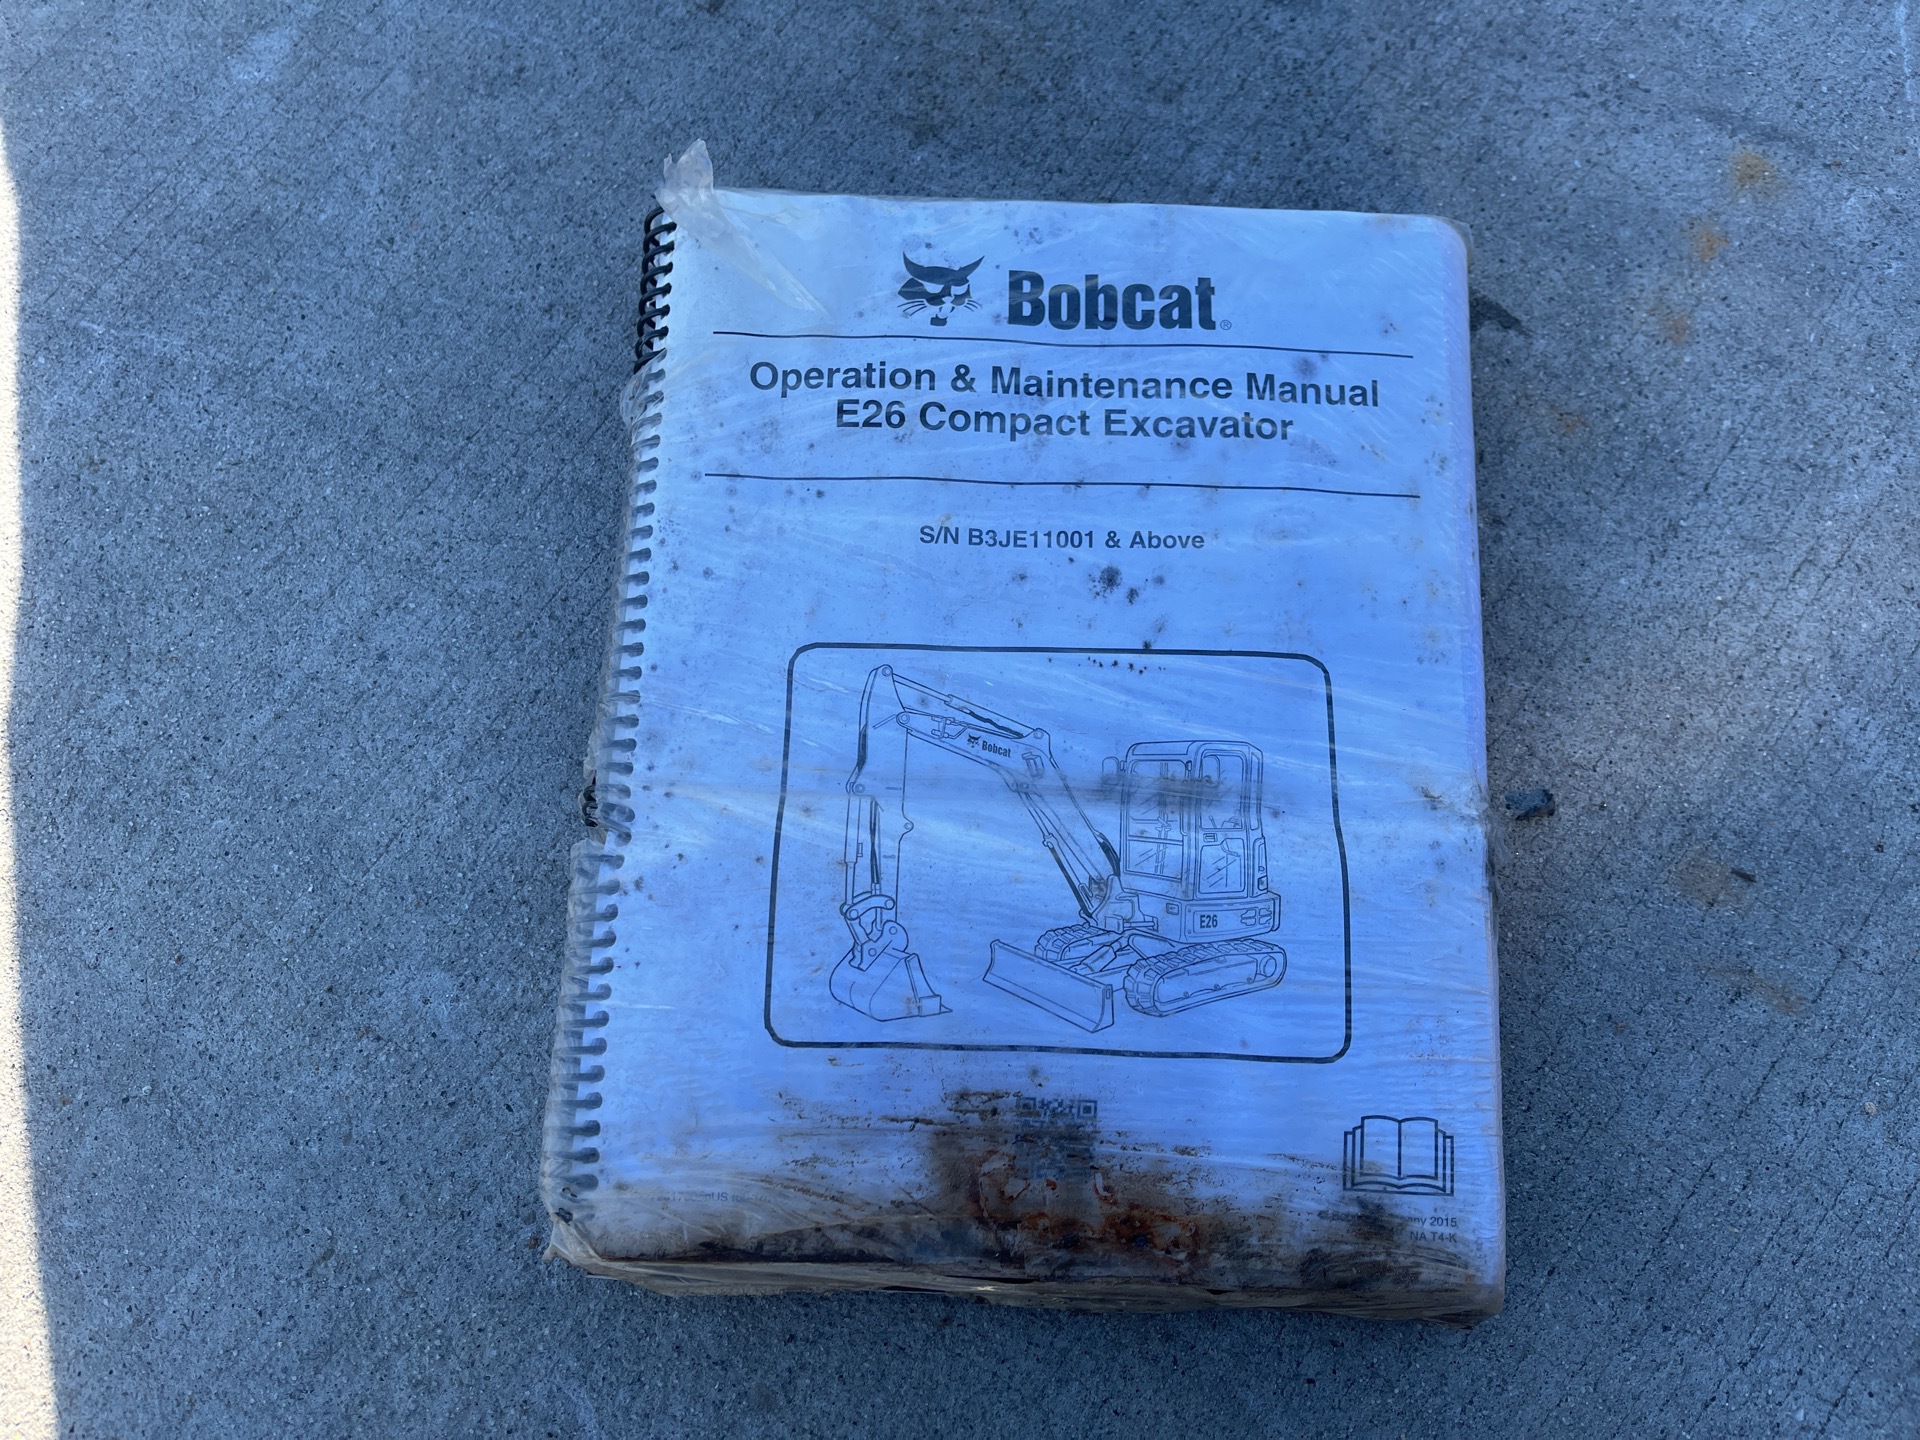 Bobcat®
Operation & Maintenance Manual
E26 Compact Excavator
S/N B3JE11001 & Above
Bobcat
E26
2015
NA T4-K